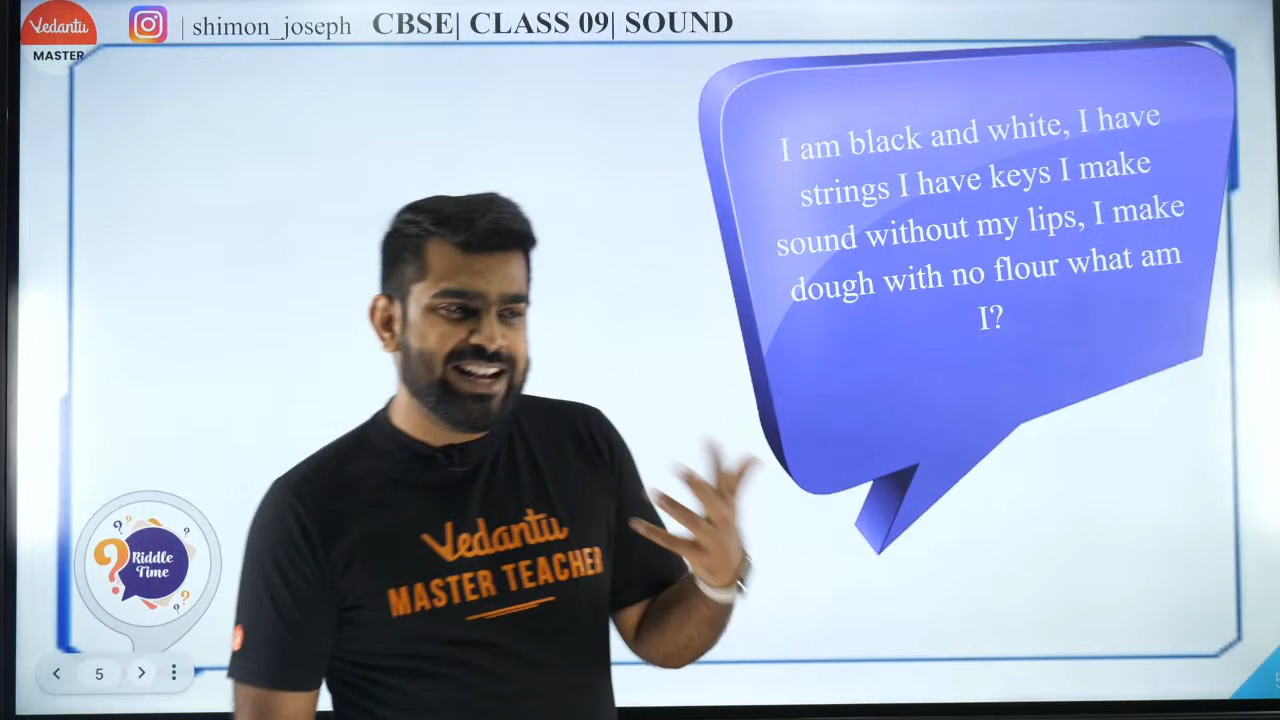 Vedantu
MASTER
| shimon_joseph
CBSE| CLASS 09| SOUND
I am black and white, I have
strings I have keys I make
sound without my lips, I make
dough with no flour what am
I?
Vedantu
MASTER TEACHER
Riddle
Time
5